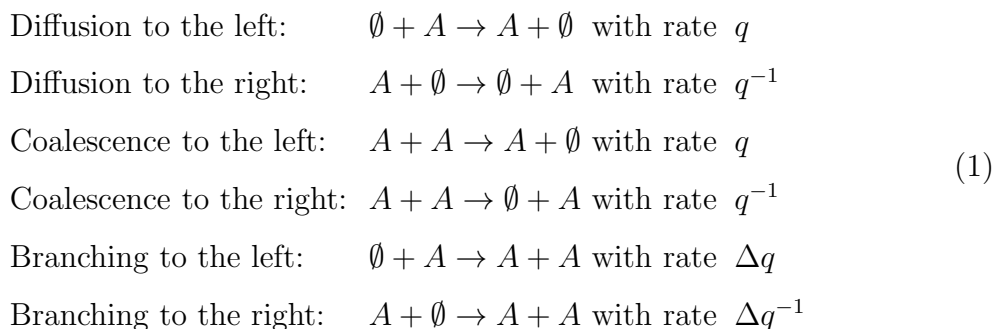 Diffusion to the left: ∅ + A → A + ∅ with rate q
Diffusion to the right: A + ∅ → ∅ + A with rate q⁻¹
Coalescence to the left: A + A → A + ∅ with rate q
(1)
Coalescence to the right: A + A → ∅ + A with rate q⁻¹
Branching to the left: ∅ + A → A + A with rate Δq
Branching to the right: A + ∅ → A + A with rate Δq⁻¹